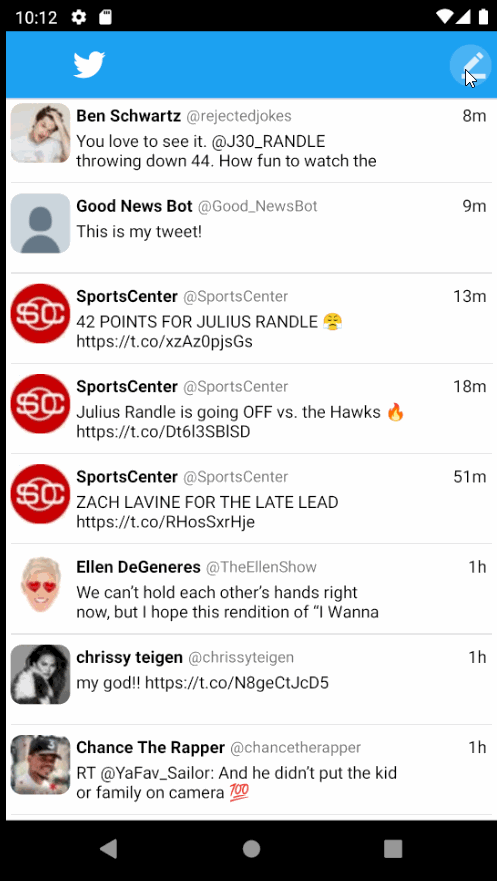 10:12
Ben Schwartz @rejectedjokes 8m
You love to see it. @J30_RANDLE
throwing down 44. How fun to watch the
Good News Bot @Good_NewsBot 9m
This is my tweet!
SportsCenter @SportsCenter 13m
42 POINTS FOR JULIUS RANDLE 😤
https://t.co/xzAz0pjsGs
SportsCenter @SportsCenter 18m
Julius Randle is going OFF vs. the Hawks 🔥
https://t.co/Dt6l3SBlSD
SportsCenter @SportsCenter 51m
ZACH LAVINE FOR THE LATE LEAD
https://t.co/RHosSxrHje
Ellen DeGeneres @TheEllenShow 1h
We can’t hold each other’s hands right
now, but I hope this rendition of “I Wanna
chrissy teigen @chrissyteigen 1h
my god!! https://t.co/N8geCtJcD5
Chance The Rapper @chancetherapper 1h
RT @YaFav_Sailor: And he didn’t put the kid
or family on camera 💯